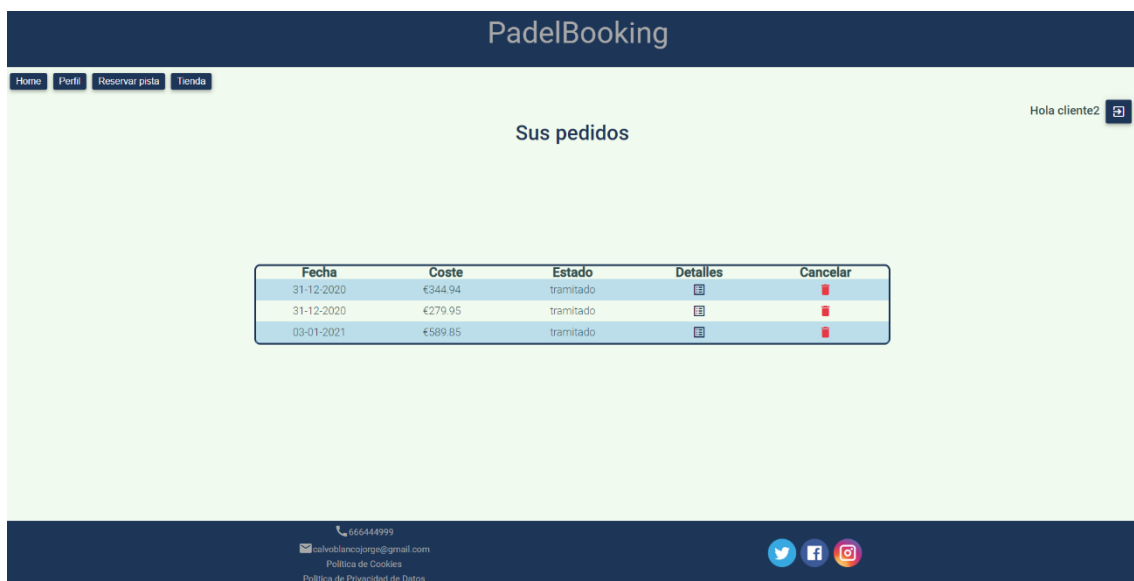 PadelBooking
Home Perfil Reservar pista Tienda
Hola cliente2
Sus pedidos
Fecha Coste Estado Detalles Cancelar
31-12-2020 €344.94 tramitado
31-12-2020 €279.95 tramitado
03-01-2021 €589.85 tramitado
666444999
calvoblancojorge@gmail.com
Política de Cookies
Política de Privacidad de Datos